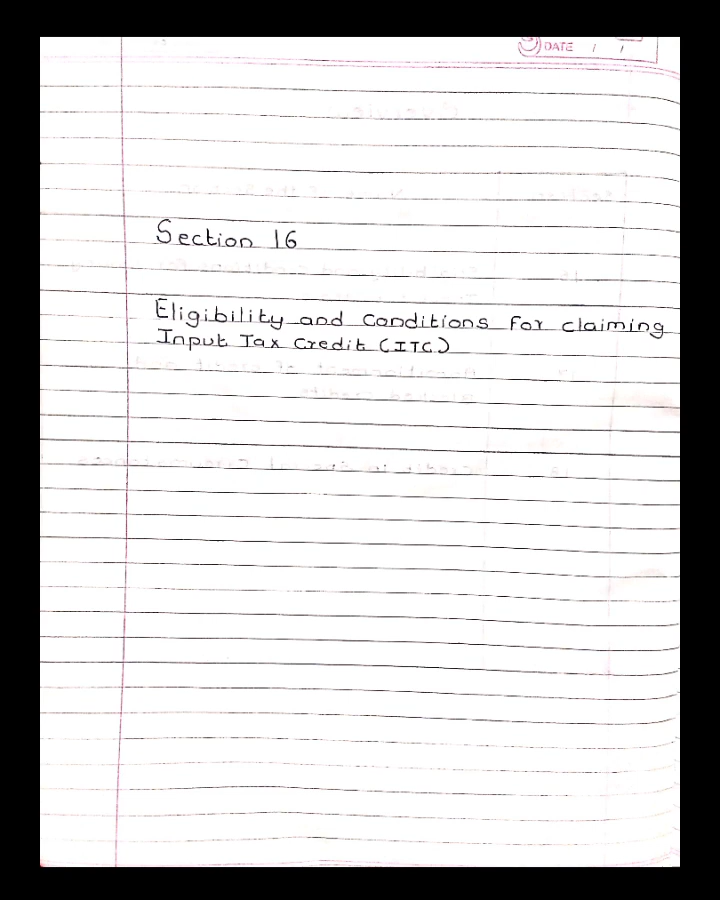 DATE / /
Section 16
Eligibility and Conditions for claiming
Input Tax Credit (ITC)